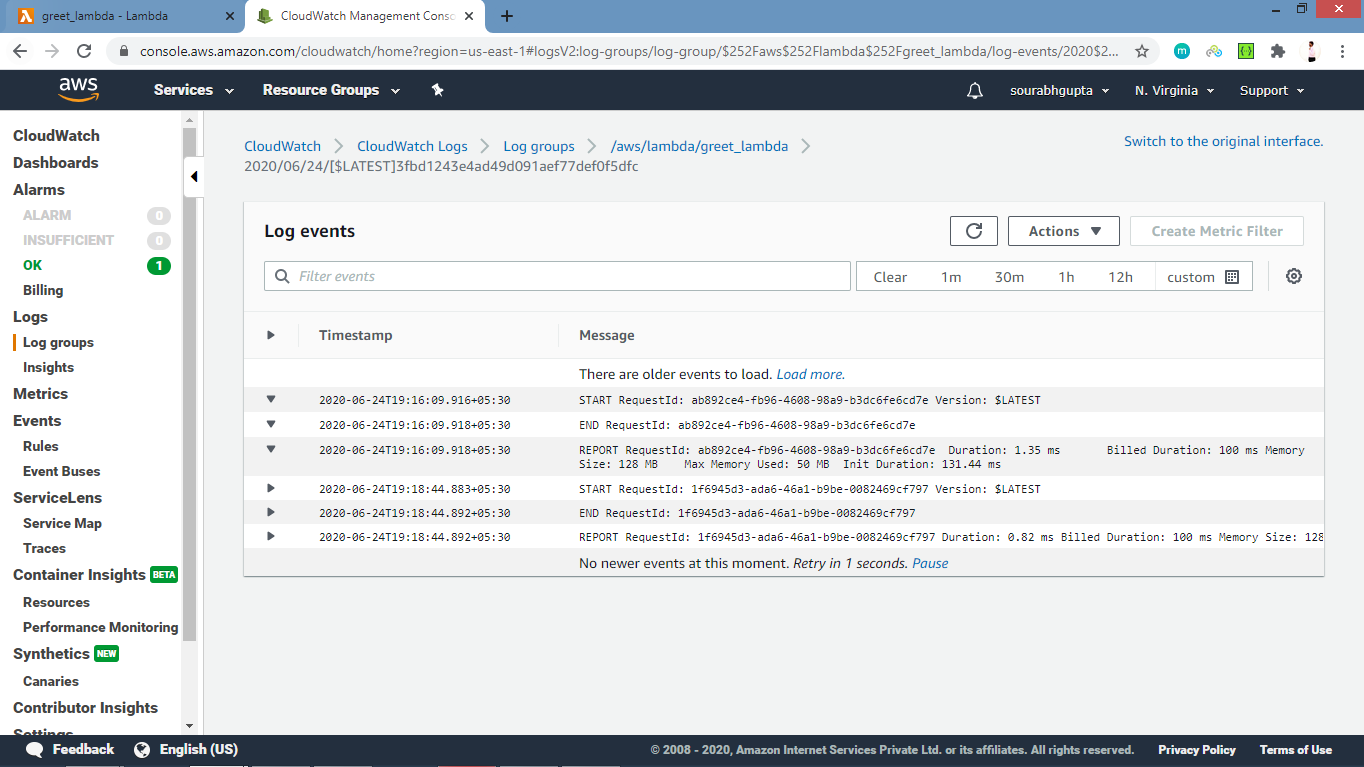 greet_lambda - Lambda
CloudWatch Management Conso
console.aws.amazon.com/cloudwatch/home?region=us-east-1#logsV2:log-groups/log-group/$252Faws$252Flambda$252Fgreet_lambda/log-events/2020$2...
aws
Services
Resource Groups
sourabhgupta
N. Virginia
Support
CloudWatch
Dashboards
Alarms
ALARM 0
INSUFFICIENT 0
OK 1
Billing
Logs
Log groups
Insights
Metrics
Events
Rules
Event Buses
ServiceLens
Service Map
Traces
Container Insights BETA
Resources
Performance Monitoring
Synthetics NEW
Canaries
Contributor Insights
Settings
CloudWatch
CloudWatch Logs
Log groups
/aws/lambda/greet_lambda
2020/06/24/[$LATEST]3fbd1243e4ad49d091aef77def0f5dfc
Switch to the original interface.
Log events
Actions
Create Metric Filter
Filter events
Clear 1m 30m 1h 12h custom
Timestamp Message
There are older events to load. Load more.
2020-06-24T19:16:09.916+05:30 START RequestId: ab892ce4-fb96-4608-98a9-b3dc6fe6cd7e Version: $LATEST
2020-06-24T19:16:09.918+05:30 END RequestId: ab892ce4-fb96-4608-98a9-b3dc6fe6cd7e
2020-06-24T19:16:09.918+05:30 REPORT RequestId: ab892ce4-fb96-4608-98a9-b3dc6fe6cd7e Duration: 1.35 ms Billed Duration: 100 ms Memory
Size: 128 MB Max Memory Used: 50 MB Init Duration: 131.44 ms
2020-06-24T19:18:44.883+05:30 START RequestId: 1f6945d3-ada6-46a1-b9be-0082469cf797 Version: $LATEST
2020-06-24T19:18:44.892+05:30 END RequestId: 1f6945d3-ada6-46a1-b9be-0082469cf797
2020-06-24T19:18:44.892+05:30 REPORT RequestId: 1f6945d3-ada6-46a1-b9be-0082469cf797 Duration: 0.82 ms Billed Duration: 100 ms Memory Size: 128
No newer events at this moment. Retry in 1 seconds. Pause
Feedback
English (US)
© 2008 - 2020, Amazon Internet Services Private Ltd. or its affiliates. All rights reserved.
Privacy Policy
Terms of Use